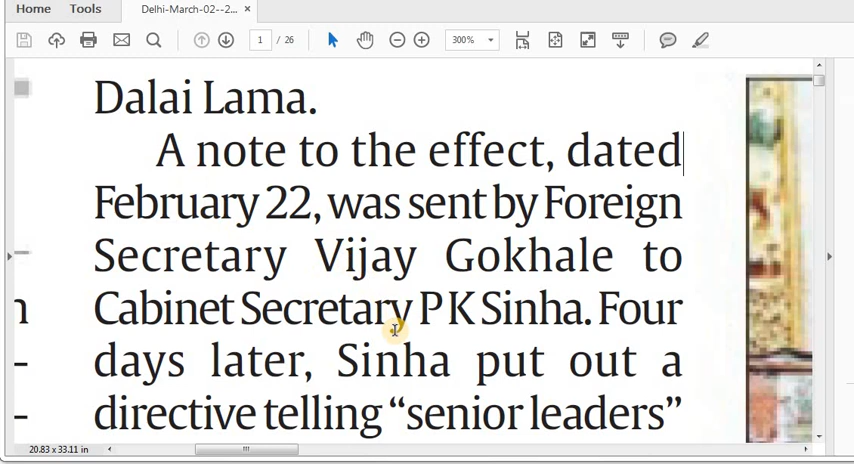 Home Tools Delhi-March-02--2... ×
1 / 26 300%
Dalai Lama.
A note to the effect, dated
February 22, was sent by Foreign
Secretary Vijay Gokhale to
Cabinet Secretary P K Sinha. Four
days later, Sinha put out a
directive telling “senior leaders”
20.83 x 33.11 in